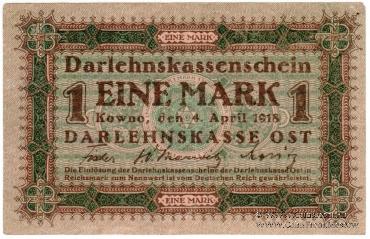 EINE MARK
Darlehnskassenschein
1 EINE MARK 1
Kowno, den 4. April 1918
DARLEHNSKASSE OST
Die Einlösung der Darlehnskassenscheine der Darlehnskasse Ost in
Reichsmark zum Nennwert ist vom Deutschen Reich gewährleistet
EINE MARK